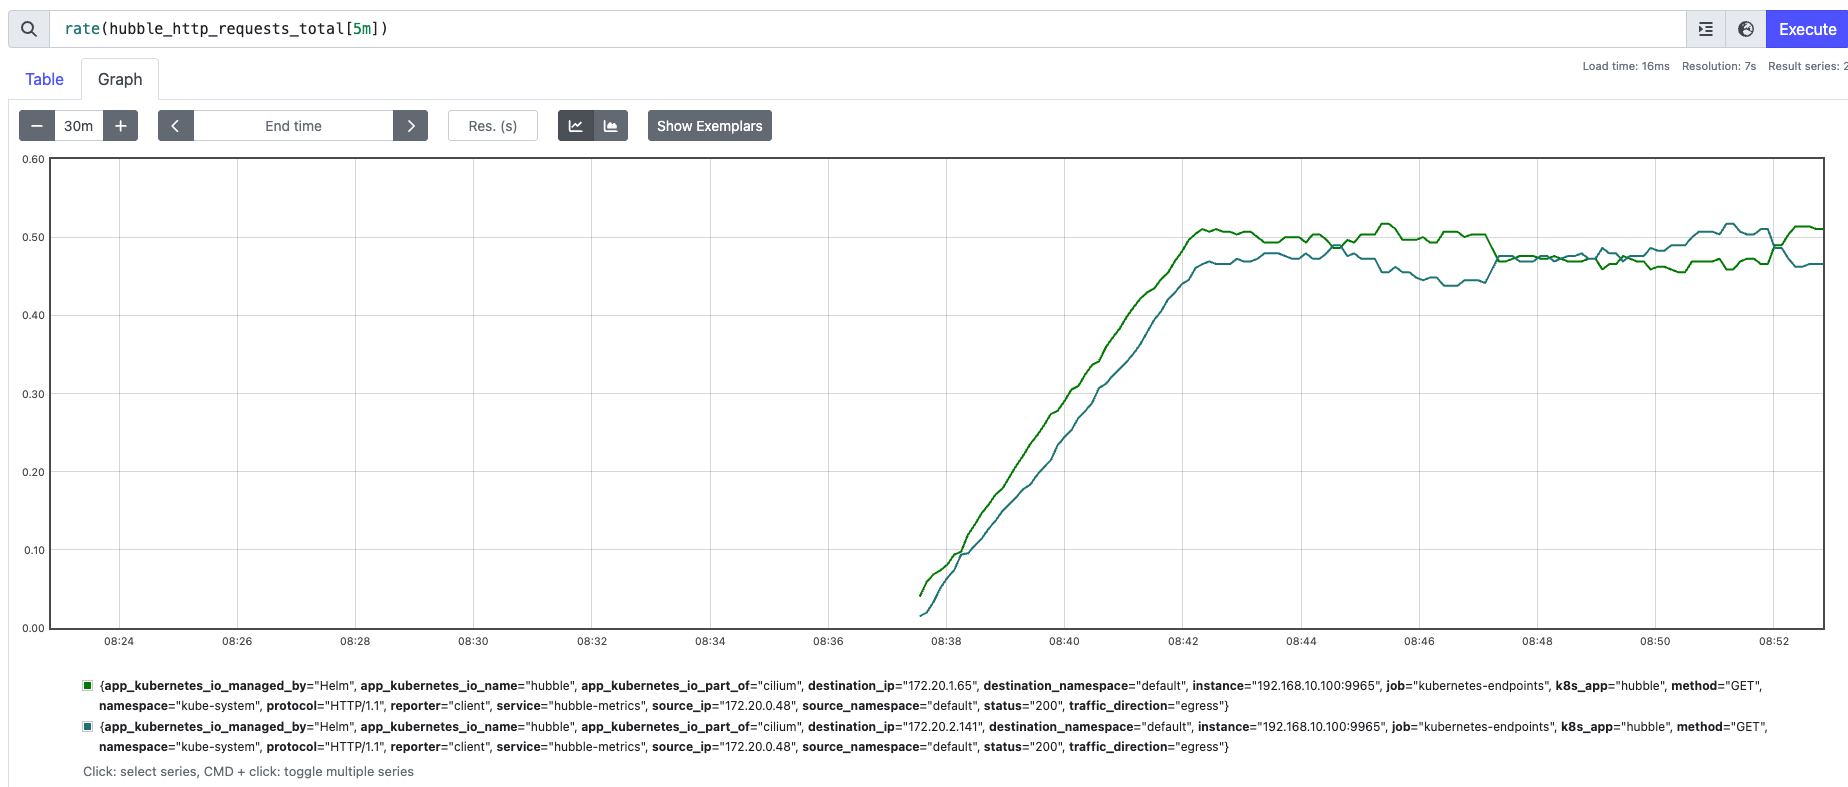 rate(hubble_http_requests_total[5m])
Execute
Load time: 16ms Resolution: 7s Result series: 2
Table Graph
30m End time Res. (s) Show Exemplars
0.60
0.50
0.40
0.30
0.20
0.10
0.00
08:24 08:26 08:28 08:30 08:32 08:34 08:36 08:38 08:40 08:42 08:44 08:46 08:48 08:50 08:52
{app_kubernetes_io_managed_by="Helm", app_kubernetes_io_name="hubble", app_kubernetes_io_part_of="cilium", destination_ip="172.20.1.65", destination_namespace="default", instance="192.168.10.100:9965", job="kubernetes-endpoints", k8s_app="hubble", method="GET",
namespace="kube-system", protocol="HTTP/1.1", reporter="client", service="hubble-metrics", source_ip="172.20.0.48", source_namespace="default", status="200", traffic_direction="egress"}
{app_kubernetes_io_managed_by="Helm", app_kubernetes_io_name="hubble", app_kubernetes_io_part_of="cilium", destination_ip="172.20.2.141", destination_namespace="default", instance="192.168.10.100:9965", job="kubernetes-endpoints", k8s_app="hubble", method="GET",
namespace="kube-system", protocol="HTTP/1.1", reporter="client", service="hubble-metrics", source_ip="172.20.0.48", source_namespace="default", status="200", traffic_direction="egress"}
Click: select series, CMD + click: toggle multiple series